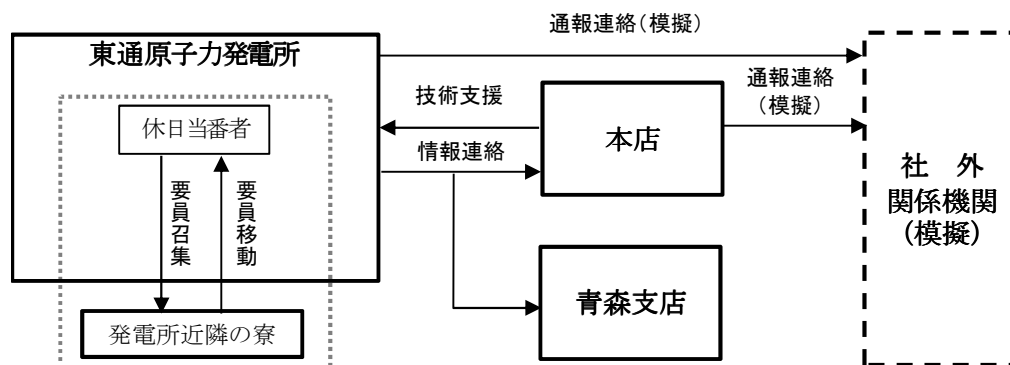 通報連絡(模擬)
東通原子力発電所
休日当番者
要員召集
要員移動
発電所近隣の寮
技術支援
情報連絡
本店
通報連絡
(模擬)
青森支店
社 外
関係機関
(模擬)